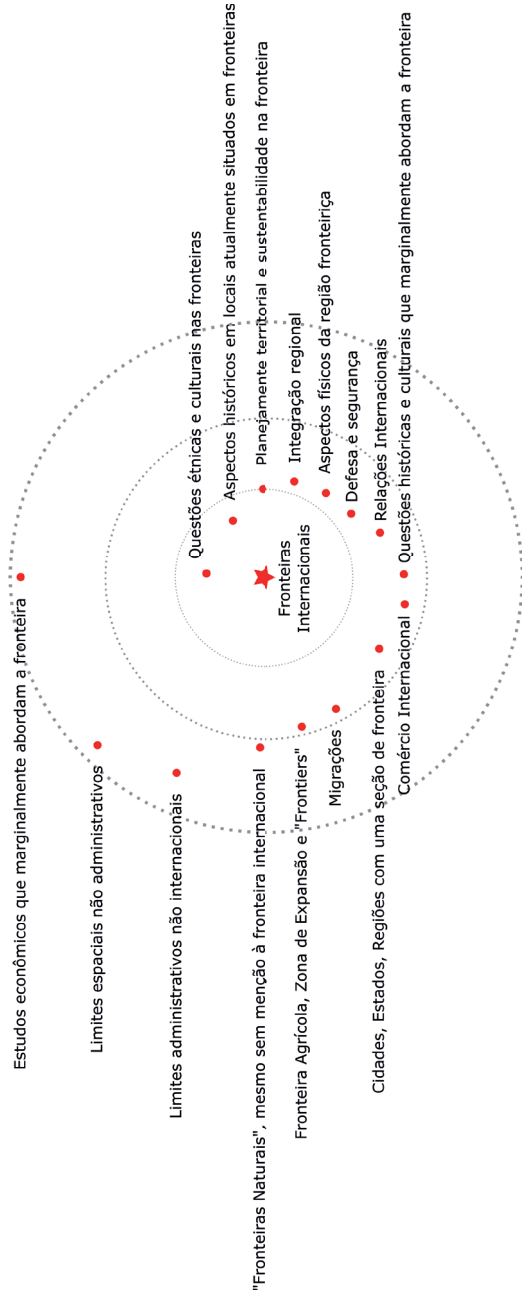 Estudos econômicos que marginalmente abordam a fronteira
Limites espaciais não administrativos
Limites administrativos não internacionais
Questões étnicas e culturais nas fronteiras
Aspectos históricos em locais atualmente situados em fronteiras
"Fronteiras Naturais", mesmo sem menção à fronteira internacional
Planejamente territorial e sustentabilidade na fronteira
Fronteiras
Internacionais
Integração regional
Fronteira Agrícola, Zona de Expansão e "Frontiers"
Aspectos físicos da região fronteiriça
Migrações
Defesa e segurança
Cidades, Estados, Regiões com uma seção de fronteira
Relações Internacionais
Comércio Internacional
Questões históricas e culturais que marginalmente abordam a fronteira